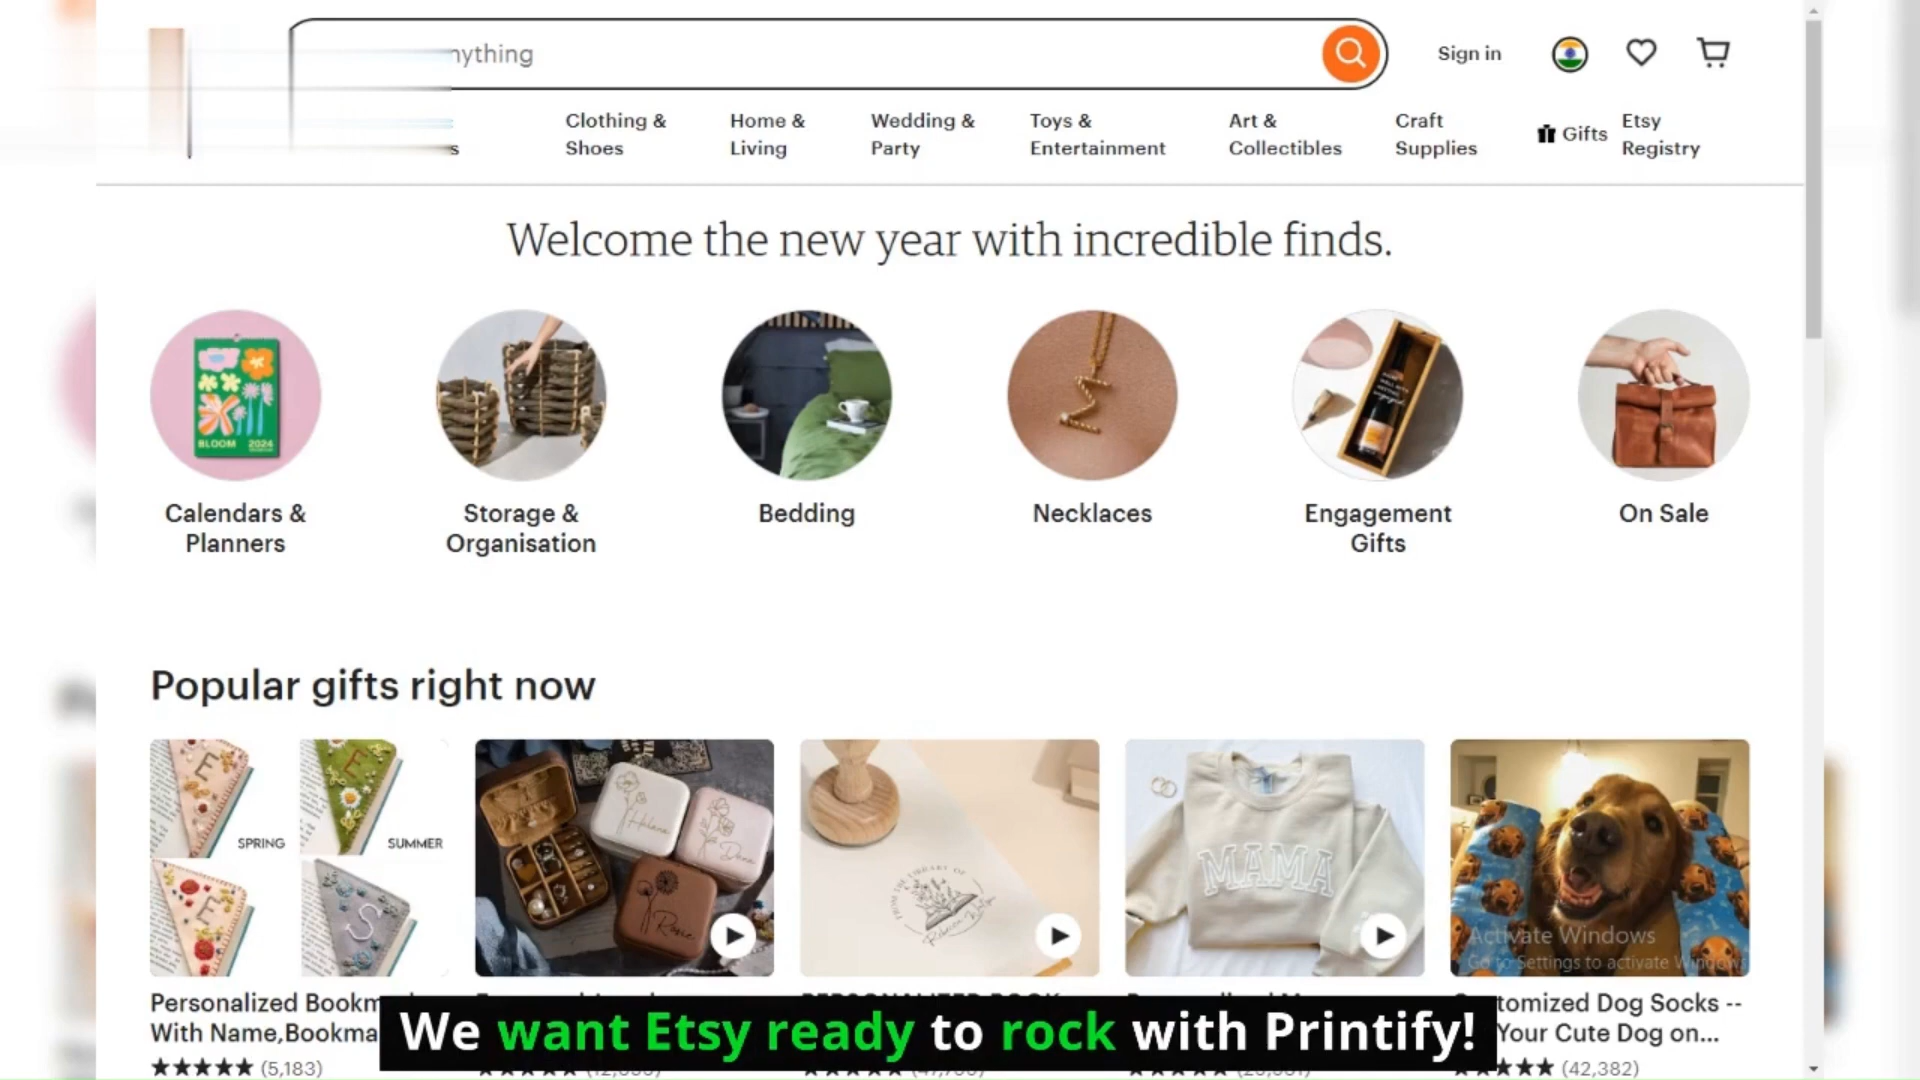 nything
Sign in
Clothing &
Shoes
Home &
Living
Wedding &
Party
Toys &
Entertainment
Art &
Collectibles
Craft
Supplies
Gifts
Etsy
Registry
Welcome the new year with incredible finds.
BLOOM 2024
Calendars &
Planners
Storage &
Organisation
Bedding
Necklaces
Engagement
Gifts
On Sale
Popular gifts right now
SPRING
SUMMER
MAMA
Activate Windows
Go to Settings to activate Windows
Personalized Bookm
With Name,Bookma
(5,183)
tomized Dog Socks --
Your Cute Dog on...
(42,382)
We want Etsy ready to rock with Printify!